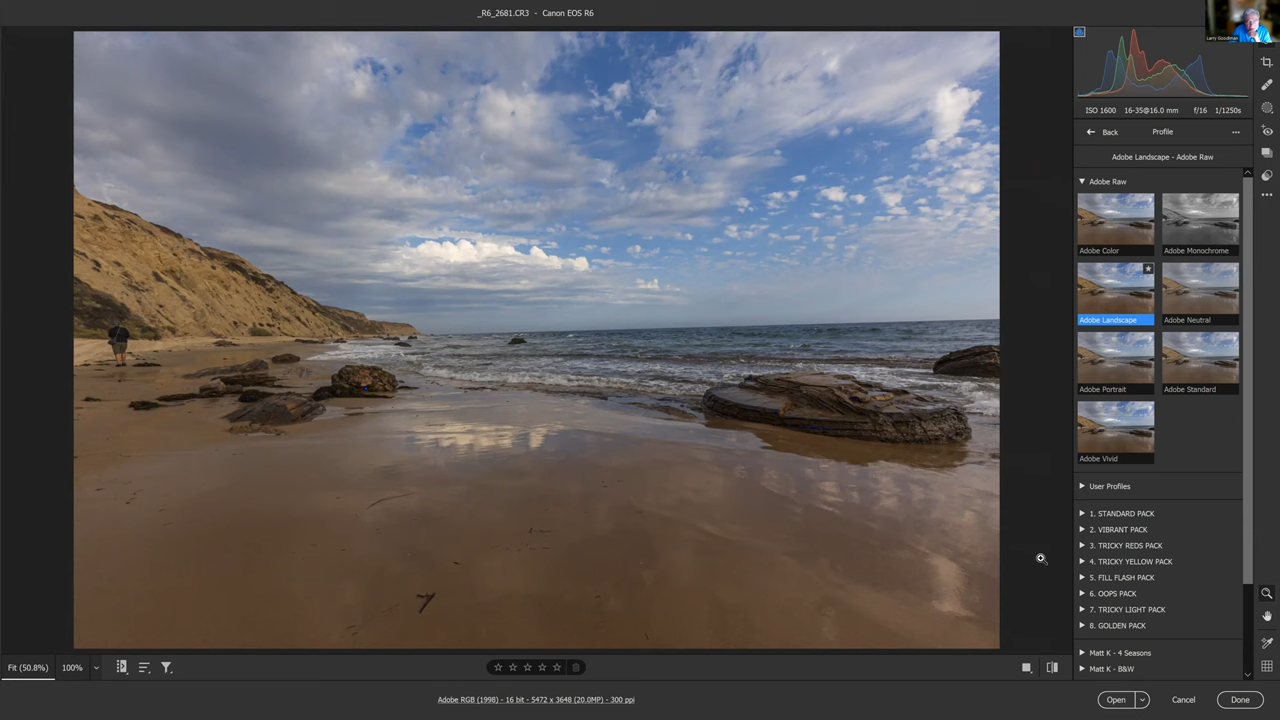 _R6_2681.CR3 - Canon EOS R6
Larry Goodman
ISO 1600 16-35@16.0 mm f/16 1/1250s
Back Profile
Adobe Landscape - Adobe Raw
Adobe Raw
Adobe Color Adobe Monochrome
Adobe Landscape Adobe Neutral
Adobe Portrait Adobe Standard
Adobe Vivid
User Profiles
1. STANDARD PACK
2. VIBRANT PACK
3. TRICKY REDS PACK
4. TRICKY YELLOW PACK
5. FILL FLASH PACK
6. OOPS PACK
7. TRICKY LIGHT PACK
8. GOLDEN PACK
Matt K - 4 Seasons
Matt K - B&W
Fit (50.8%) 100%
Adobe RGB (1998) - 16 bit - 5472 x 3648 (20.0MP) - 300 ppi
Open Cancel Done